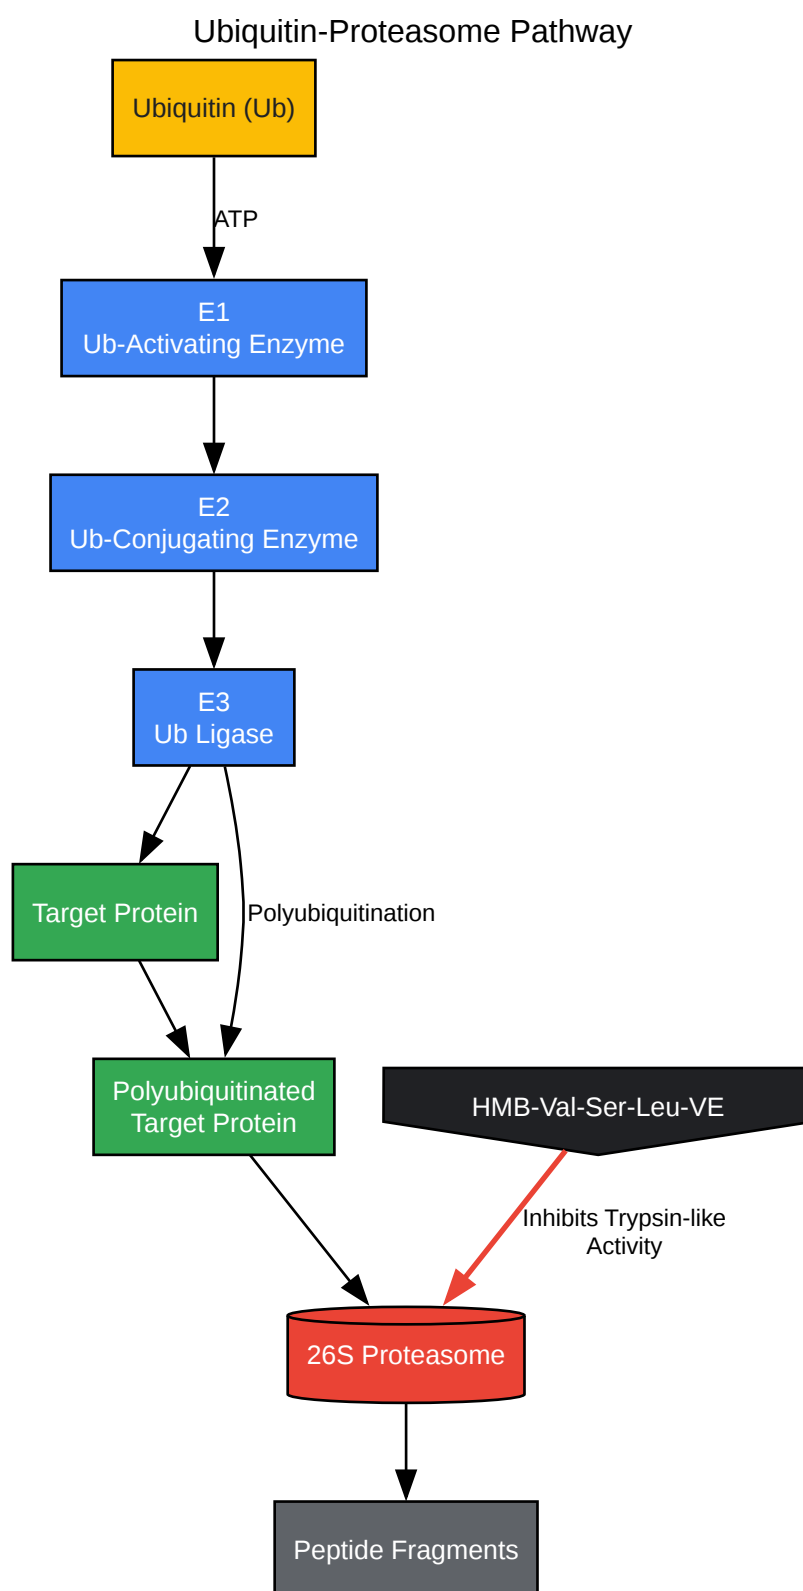 Ubiquitin-Proteasome Pathway
Ubiquitin (Ub)
ATP
E1
Ub-Activating Enzyme
E2
Ub-Conjugating Enzyme
E3
Ub Ligase
Target Protein
Polyubiquitination
Polyubiquitinated
Target Protein
HMB-Val-Ser-Leu-VE
Inhibits Trypsin-like
Activity
26S Proteasome
Peptide Fragments